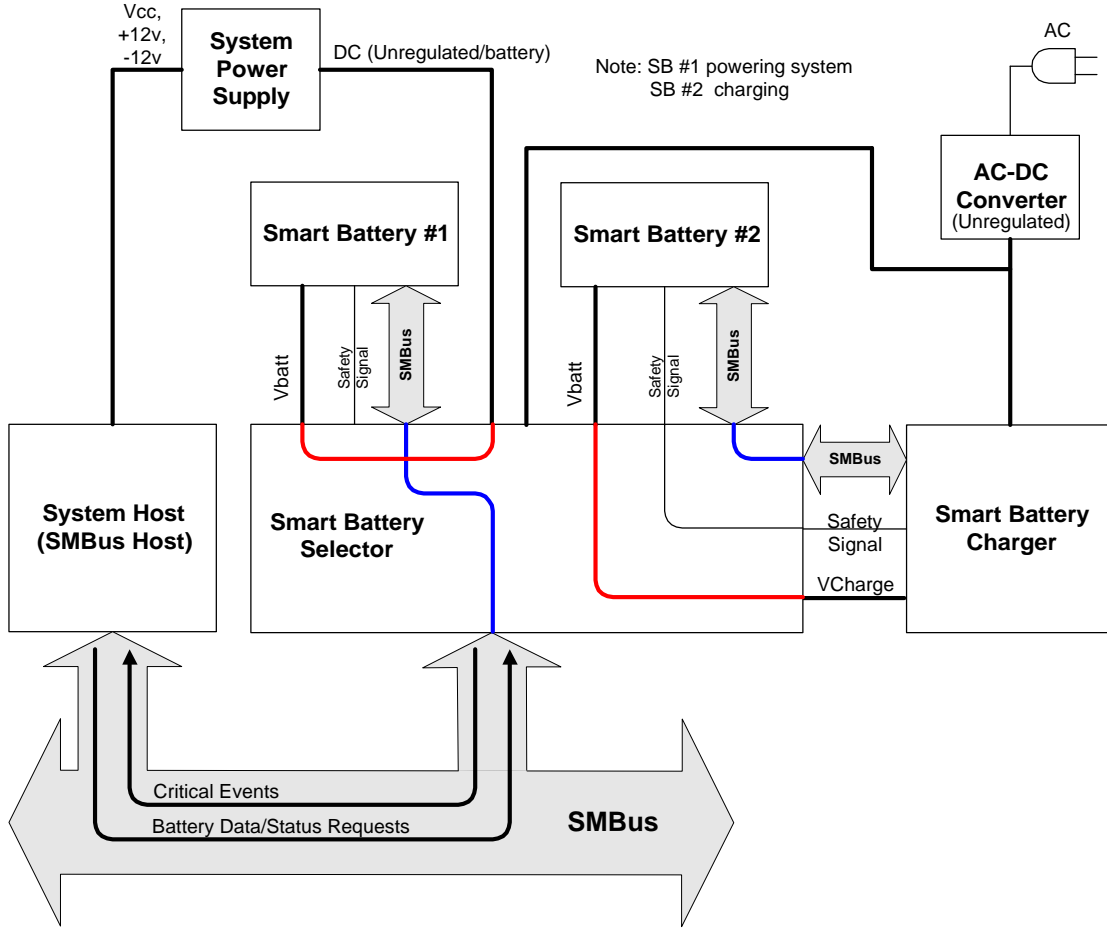 Vcc,
+12v,
-12v
System
Power
Supply
DC (Unregulated/battery)
Note: SB #1 powering system
SB #2 charging
AC
AC-DC
Converter
(Unregulated)
Smart Battery #1
Smart Battery #2
Vbatt
Safety
Signal
SMBus
Vbatt
Safety
Signal
SMBus
System Host
(SMBus Host)
Smart Battery
Selector
SMBus
Safety
Signal
VCharge
Smart Battery
Charger
Critical Events
Battery Data/Status Requests
SMBus